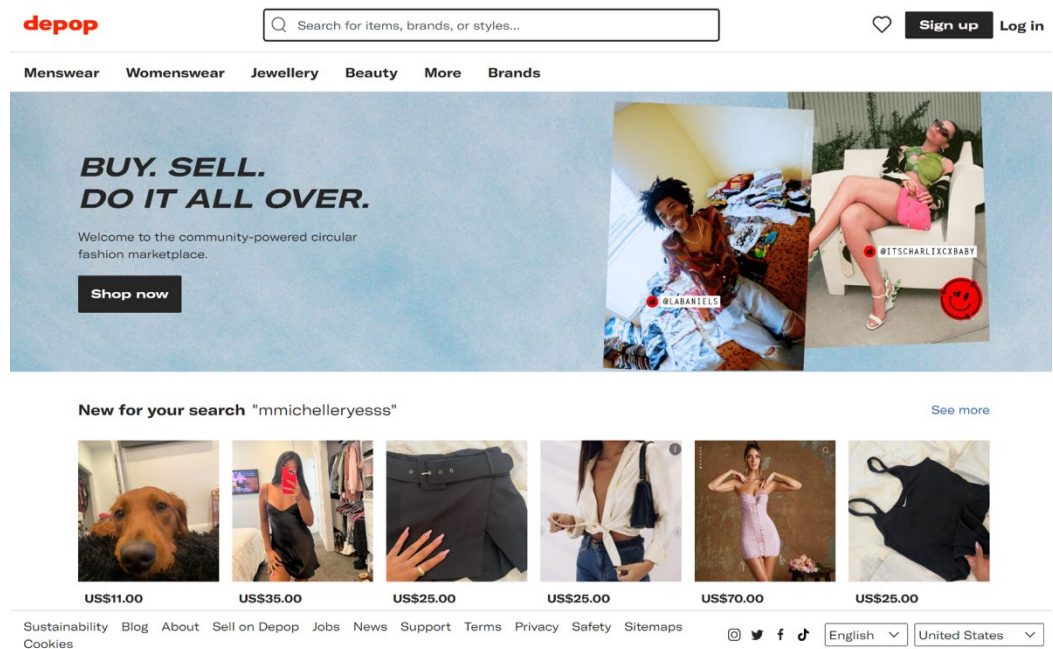 depop
Search for items, brands, or styles...
Sign up
Log in
Menswear Womenswear Jewellery Beauty More Brands
BUY. SELL.
DO IT ALL OVER.
Welcome to the community-powered circular
fashion marketplace.
Shop now
@LABANIELS
@ITSCHARLIXCXBABY
New for your search "mmichelleryesss"
See more
US$11.00 US$35.00 US$25.00 US$25.00 US$70.00 US$25.00
Sustainability Blog About Sell on Depop Jobs News Support Terms Privacy Safety Sitemaps
Cookies
English
United States